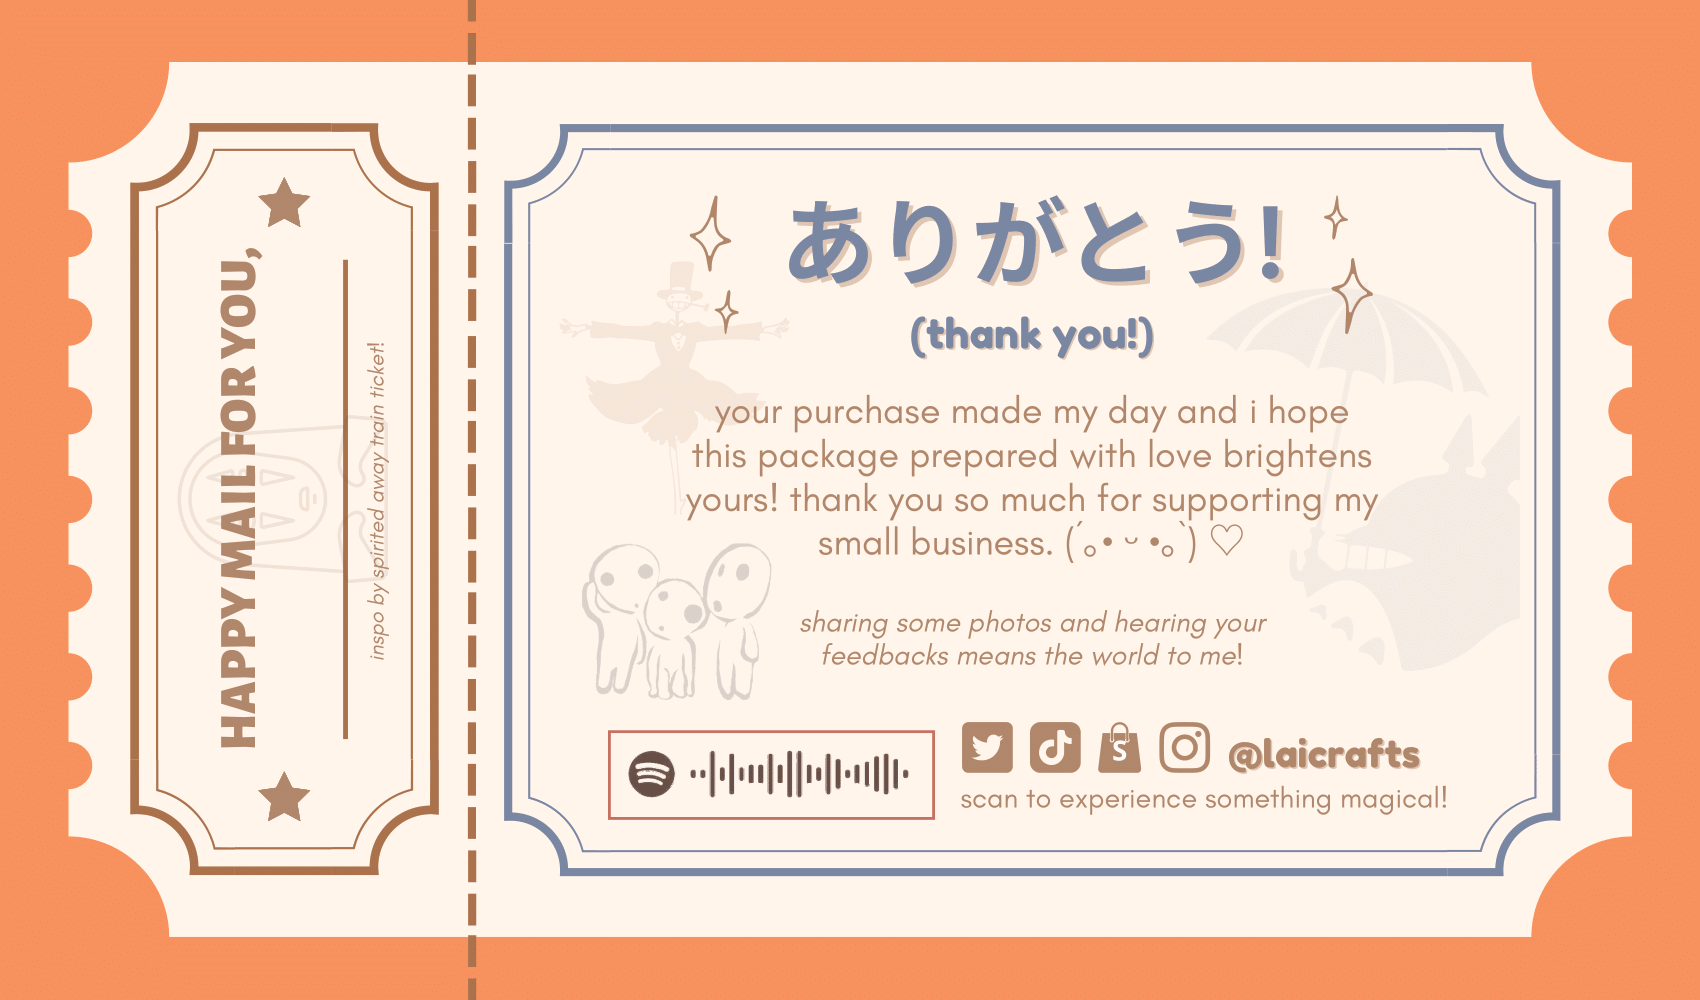 HAPPY MAIL FOR YOU,
inspo by spirited away train ticket!
ありがとう!
(thank you!)
your purchase made my day and i hope
this package prepared with love brightens
yours! thank you so much for supporting my
small business. (´｡• ᵕ •｡`) ♡
sharing some photos and hearing your
feedbacks means the world to me!
@laicrafts
scan to experience something magical!